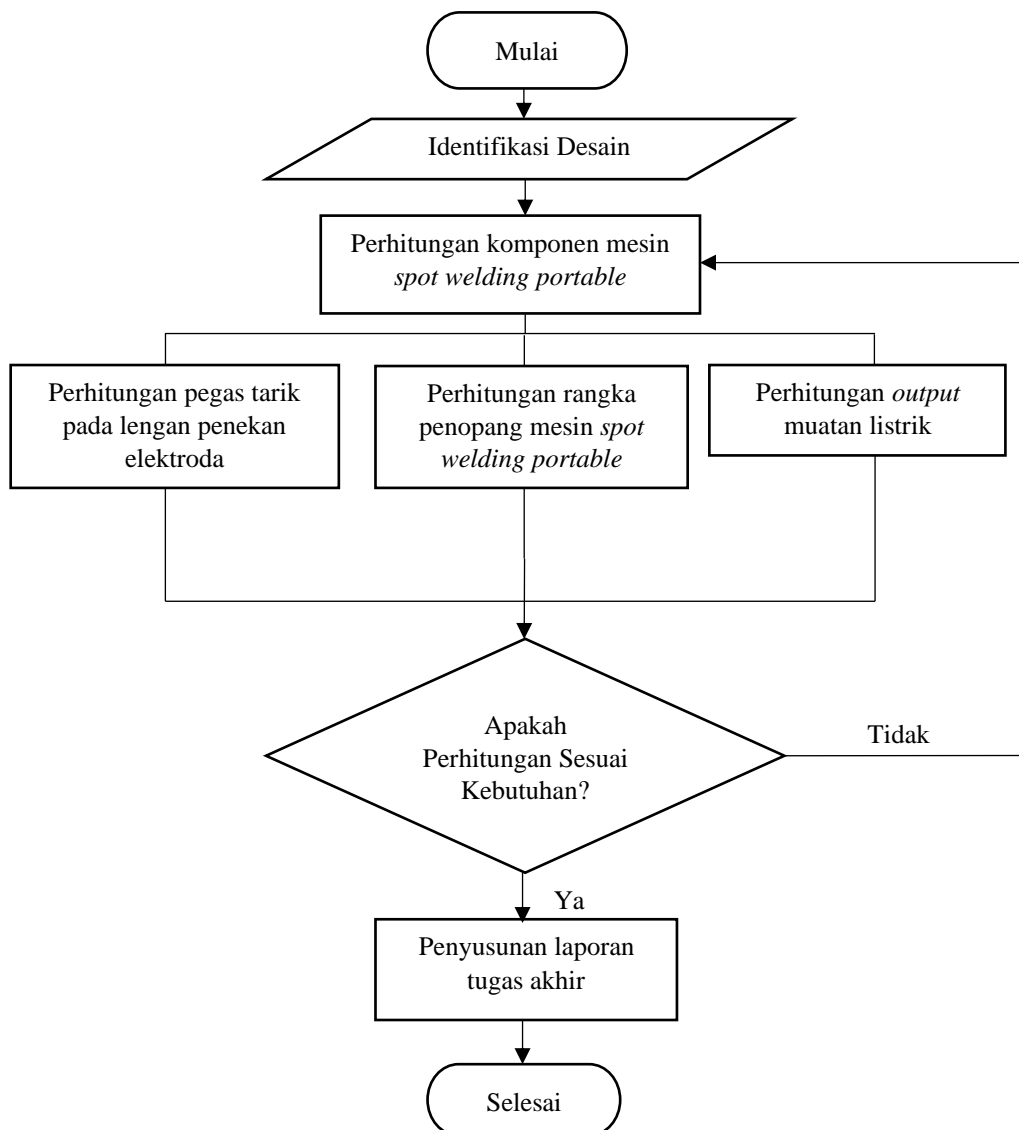 Mulai
Identifikasi Desain
Perhitungan komponen mesin
spot welding portable
Perhitungan pegas tarik
pada lengan penekan
elektroda
Perhitungan rangka
penopang mesin spot
welding portable
Perhitungan output
muatan listrik
Apakah
Perhitungan Sesuai
Kebutuhan?
Tidak
Ya
Penyusunan laporan
tugas akhir
Selesai